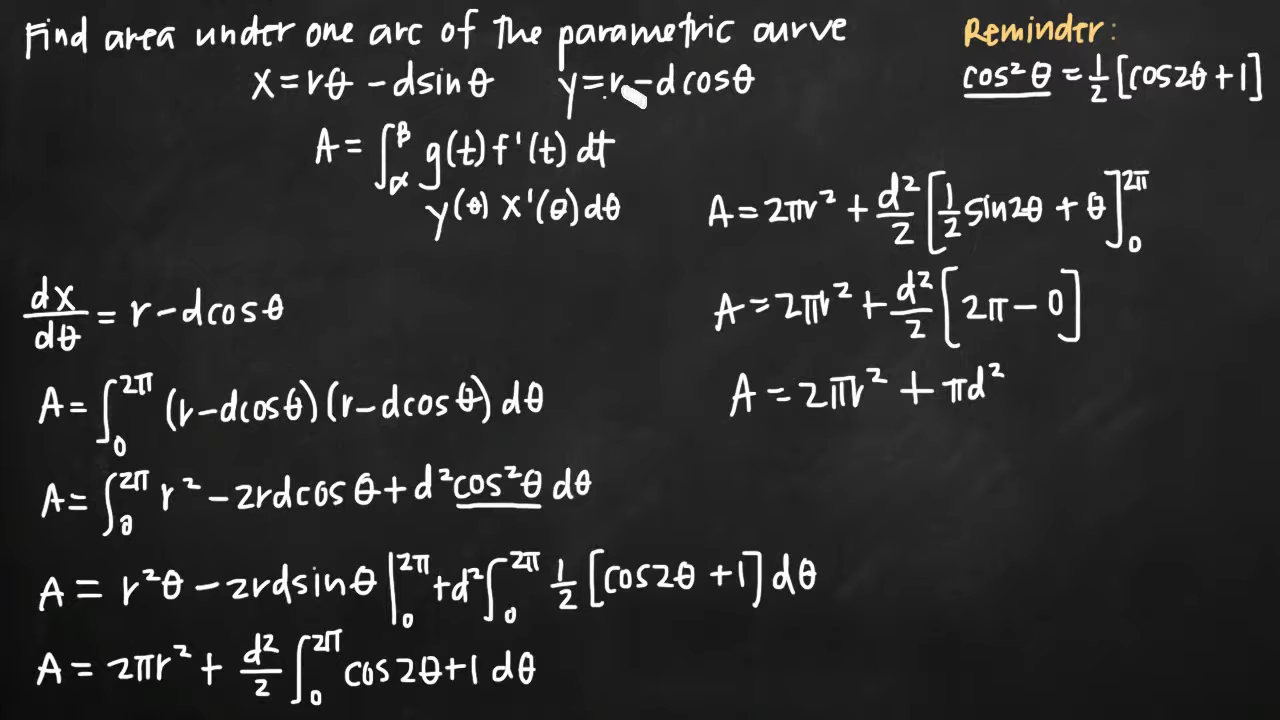 Find area under one arc of the parametric curve
x = rθ - d sin θ y = r - d cos θ
A = ∫_α^β g(t) f'(t) dt
y(θ) x'(θ) dθ
dx/dθ = r - d cos θ
A = ∫_0^{2π} (r - d cos θ)(r - d cos θ) dθ
A = ∫_0^{2π} r² - 2rd cos θ + d² cos² θ dθ
A = r²θ - 2rd sin θ |_0^{2π} + d² ∫_0^{2π} 1/2 [cos 2θ + 1] dθ
A = 2πr² + d²/2 ∫_0^{2π} cos 2θ + 1 dθ
Reminder:
cos² θ = 1/2 [cos 2θ + 1]
A = 2πr² + d²/2 [1/2 sin 2θ + θ]_0^{2π}
A = 2πr² + d²/2 [2π - 0]
A = 2πr² + πd²